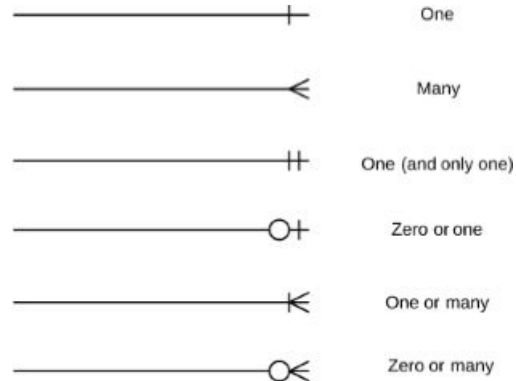 One
Many
One (and only one)
Zero or one
One or many
Zero or many